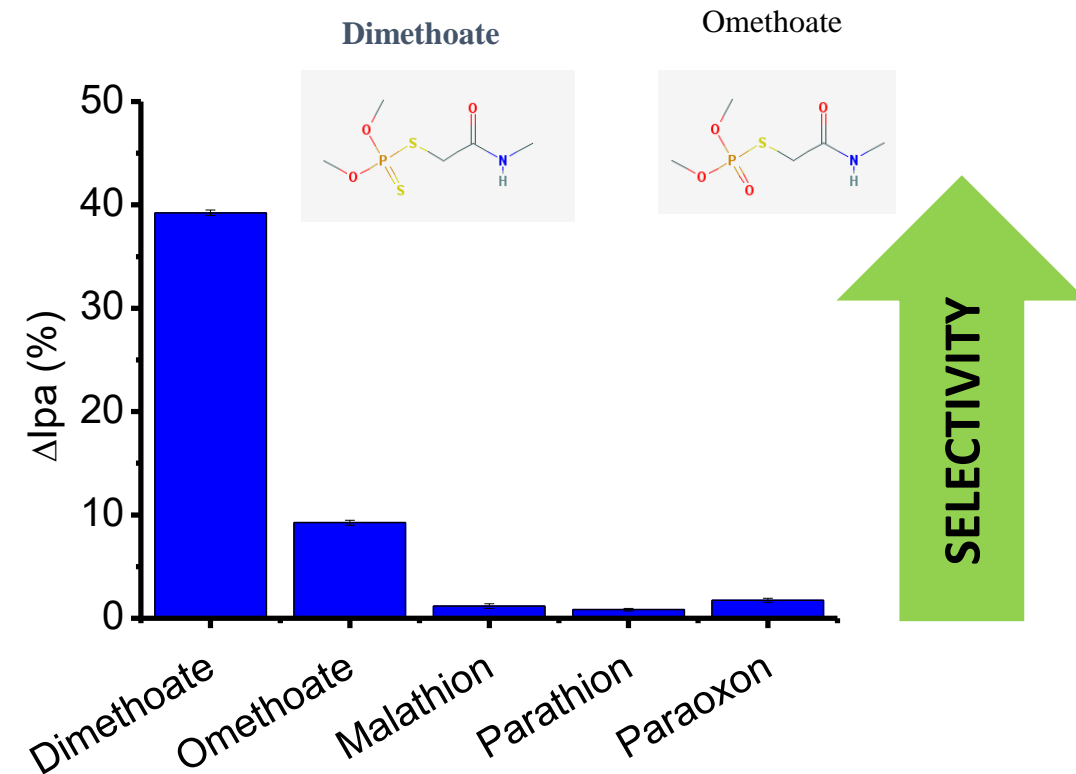 Dimethoate
Omethoate
O
O
S
P
O
S
N
H
O
O
S
P
O
O
N
H
50
40
30
20
10
0
ΔIpa (%)
Dimethoate
Omethoate
Malathion
Parathion
Paraoxon
SELECTIVITY